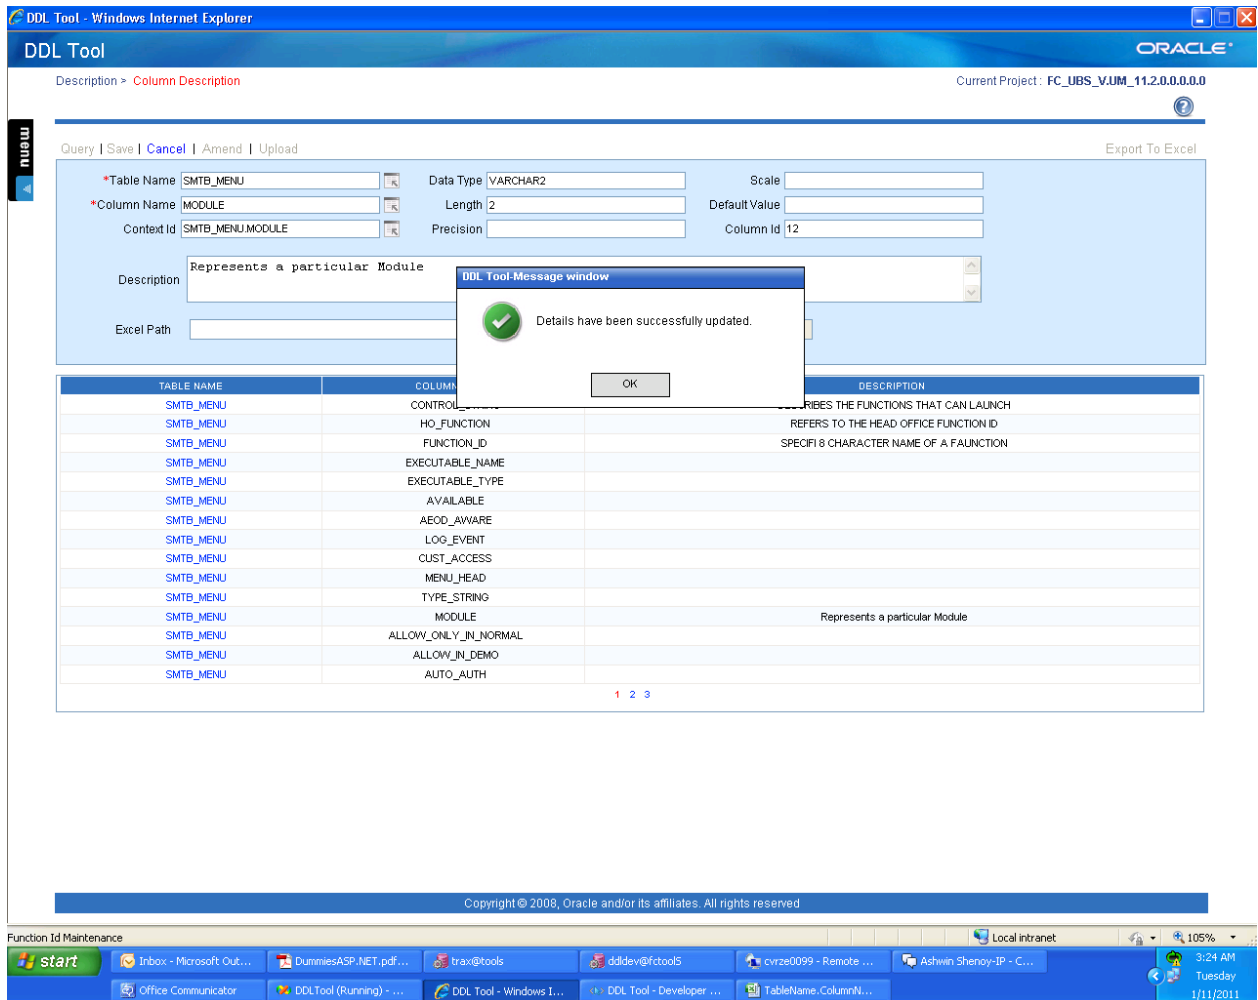 DDL Tool - Windows Internet Explorer
DDL Tool
ORACLE
Description > Column Description
Current Project : FC_UBS_V.UM_11.2.0.0.0.0.0
menu
Query | Save | Cancel | Amend | Upload
Export To Excel
*Table Name SMTB_MENU Data Type VARCHAR2 Scale
*Column Name MODULE Length 2 Default Value
Context Id SMTB_MENU.MODULE Precision Column Id 12
Description Represents a particular Module
Excel Path
DDL Tool-Message window
Details have been successfully updated.
OK
TABLE NAME COLUMN DESCRIPTION
SMTB_MENU THE FUNCTIONS THAT CAN LAUNCH
SMTB_MENU HO_FUNCTION REFERS TO THE HEAD OFFICE FUNCTION ID
SMTB_MENU FUNCTION_ID SPECIFI 8 CHARACTER NAME OF A FAUNCTION
SMTB_MENU EXECUTABLE_NAME
SMTB_MENU EXECUTABLE_TYPE
SMTB_MENU AVAILABLE
SMTB_MENU AEOD_AWARE
SMTB_MENU LOG_EVENT
SMTB_MENU CUST_ACCESS
SMTB_MENU MENU_HEAD
SMTB_MENU TYPE_STRING
SMTB_MENU MODULE Represents a particular Module
SMTB_MENU ALLOW_ONLY_IN_NORMAL
SMTB_MENU ALLOW_IN_DEMO
SMTB_MENU AUTO_AUTH
1 2 3
Copyright © 2008, Oracle and/or its affiliates. All rights reserved
Function Id Maintenance
Local intranet
105%
start
Inbox - Microsoft Out...
DummiesASP.NET.pdf...
trax@tools
ddldev@fctool5
cvrze0099 - Remote ...
Ashwin Shenoy-IP - C...
3:24 AM
Office Communicator
DDLTool (Running) - ...
DDL Tool - Windows I...
DDL Tool - Developer ...
TableName.ColumnN...
Tuesday
1/11/2011